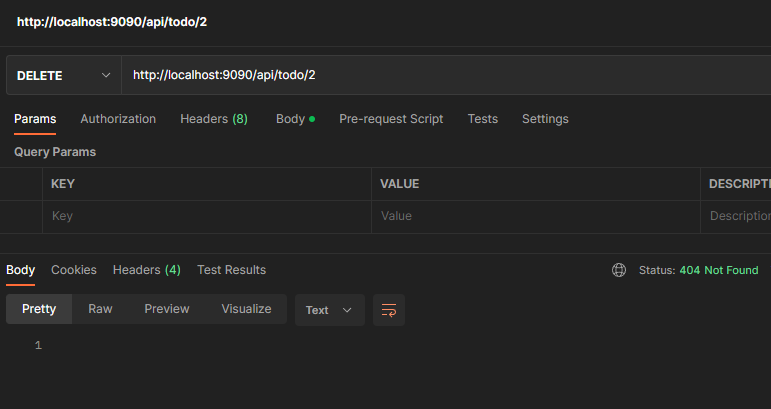 http://localhost:9090/api/todo/2
DELETE http://localhost:9090/api/todo/2
Params Authorization Headers (8) Body Pre-request Script Tests Settings
Query Params
KEY VALUE DESCRIPTI
Key Value Description
Body Cookies Headers (4) Test Results Status: 404 Not Found
Pretty Raw Preview Visualize Text
1